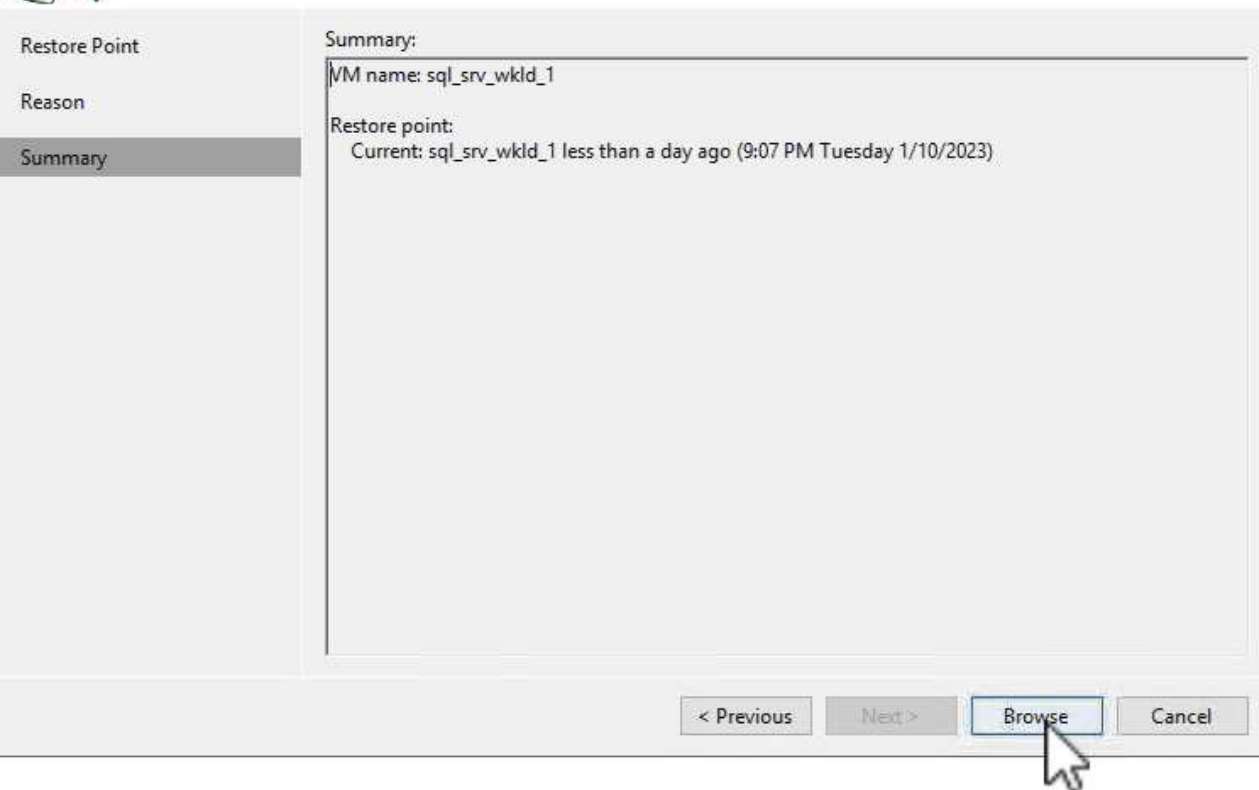 Restore Point
Reason
Summary
Summary:
VM name: sql_srv_wkld_1
Restore point:
Current: sql_srv_wkld_1 less than a day ago (9:07 PM Tuesday 1/10/2023)
< Previous
Next >
Browse
Cancel